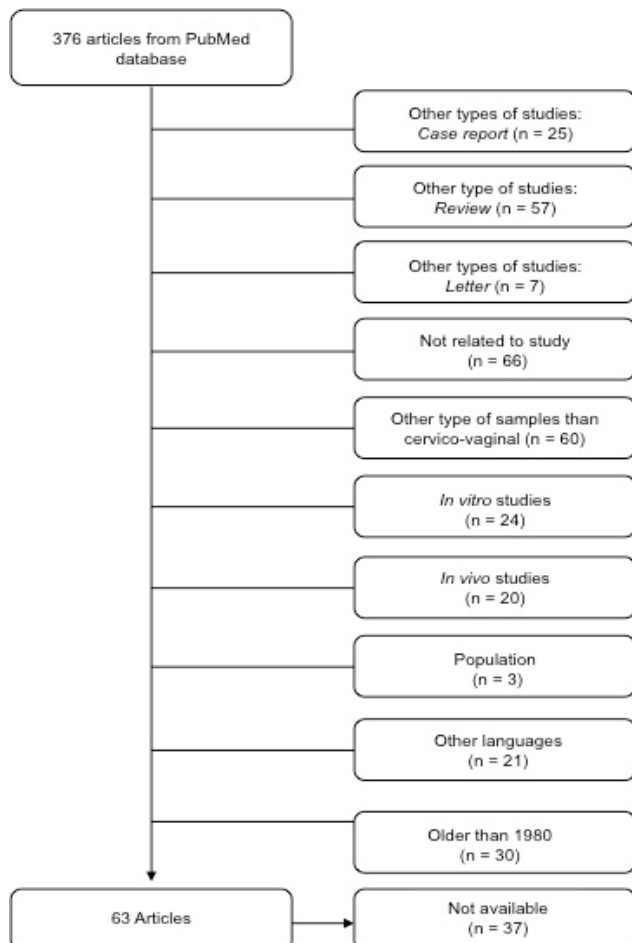 376 articles from PubMed
database
Other types of studies:
Case report (n = 25)
Other type of studies:
Review (n = 57)
Other types of studies:
Letter (n = 7)
Not related to study
(n = 66)
Other type of samples than
cervico-vaginal (n = 60)
In vitro studies
(n = 24)
In vivo studies
(n = 20)
Population
(n = 3)
Other languages
(n = 21)
Older than 1980
(n = 30)
63 Articles
Not available
(n = 37)